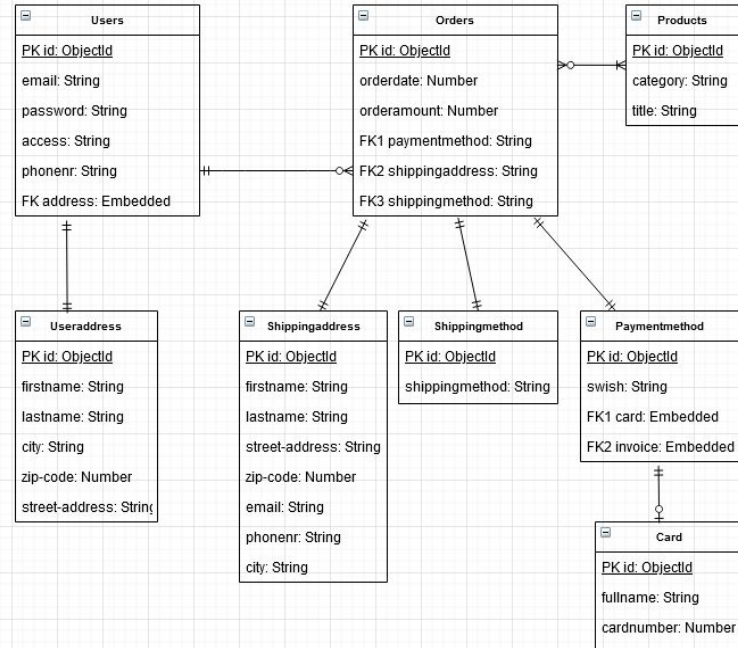 Users
PK id: ObjectId
email: String
password: String
access: String
phonenr: String
FK address: Embedded
Orders
PK id: ObjectId
orderdate: Number
orderamount: Number
FK1 paymentmethod: String
FK2 shippingaddress: String
FK3 shippingmethod: String
Products
PK id: ObjectId
category: String
title: String
Useraddress
PK id: ObjectId
firstname: String
lastname: String
city: String
zip-code: Number
street-address: String
Shippingaddress
PK id: ObjectId
firstname: String
lastname: String
street-address: String
zip-code: Number
email: String
phonenr: String
city: String
Shippingmethod
PK id: ObjectId
shippingmethod: String
Paymentmethod
PK id: ObjectId
swish: String
FK1 card: Embedded
FK2 invoice: Embedded
Card
PK id: ObjectId
fullname: String
cardnumber: Number